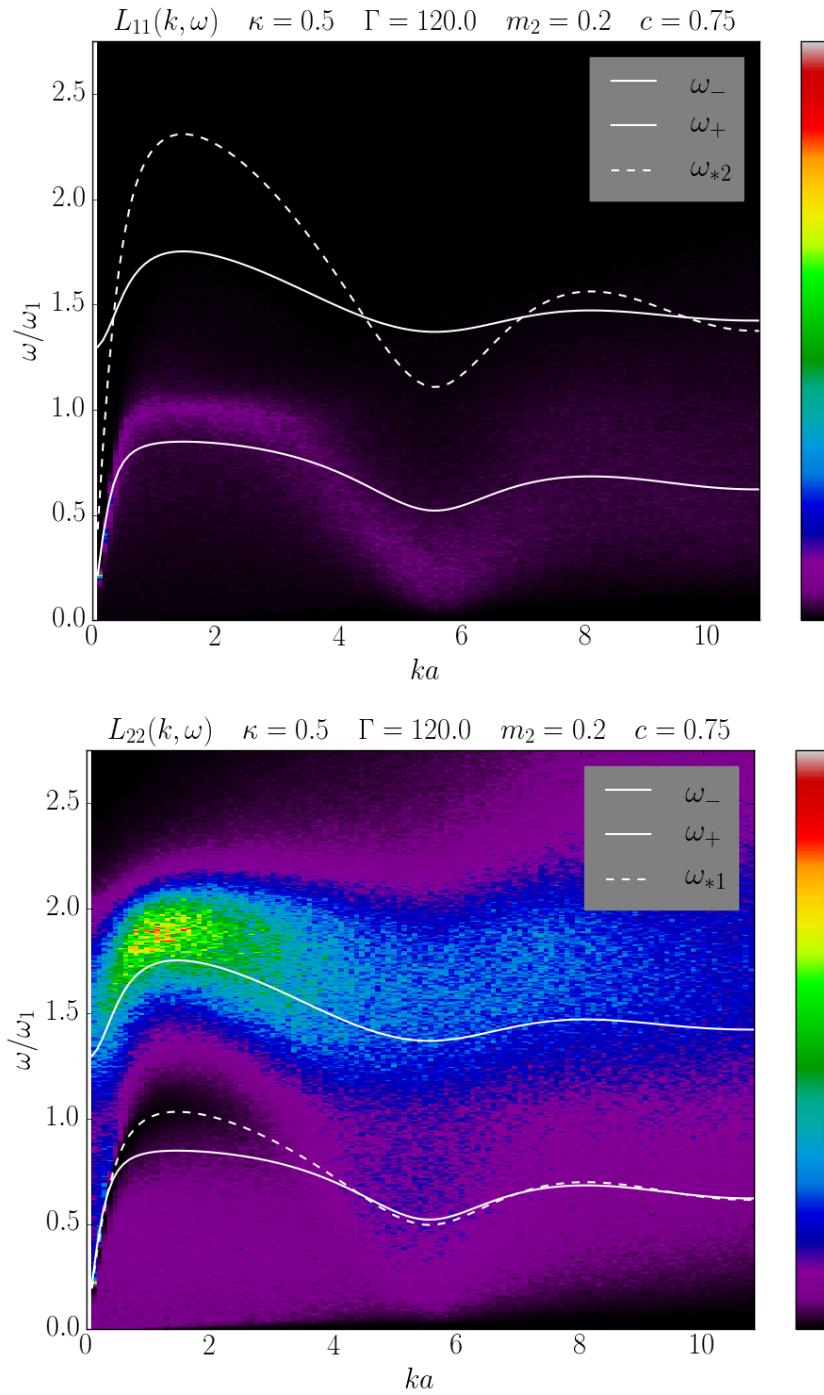 L₁₁(k, ω) κ = 0.5 Γ = 120.0 m₂ = 0.2 c = 0.75
ω₋
ω₊
ω*₂
2.5
2.0
1.5
1.0
0.5
0.0
ω/ω₁
0 2 4 6 8 10
ka
L₂₂(k, ω) κ = 0.5 Γ = 120.0 m₂ = 0.2 c = 0.75
ω₋
ω₊
ω*₁
2.5
2.0
1.5
1.0
0.5
0.0
ω/ω₁
0 2 4 6 8 10
ka